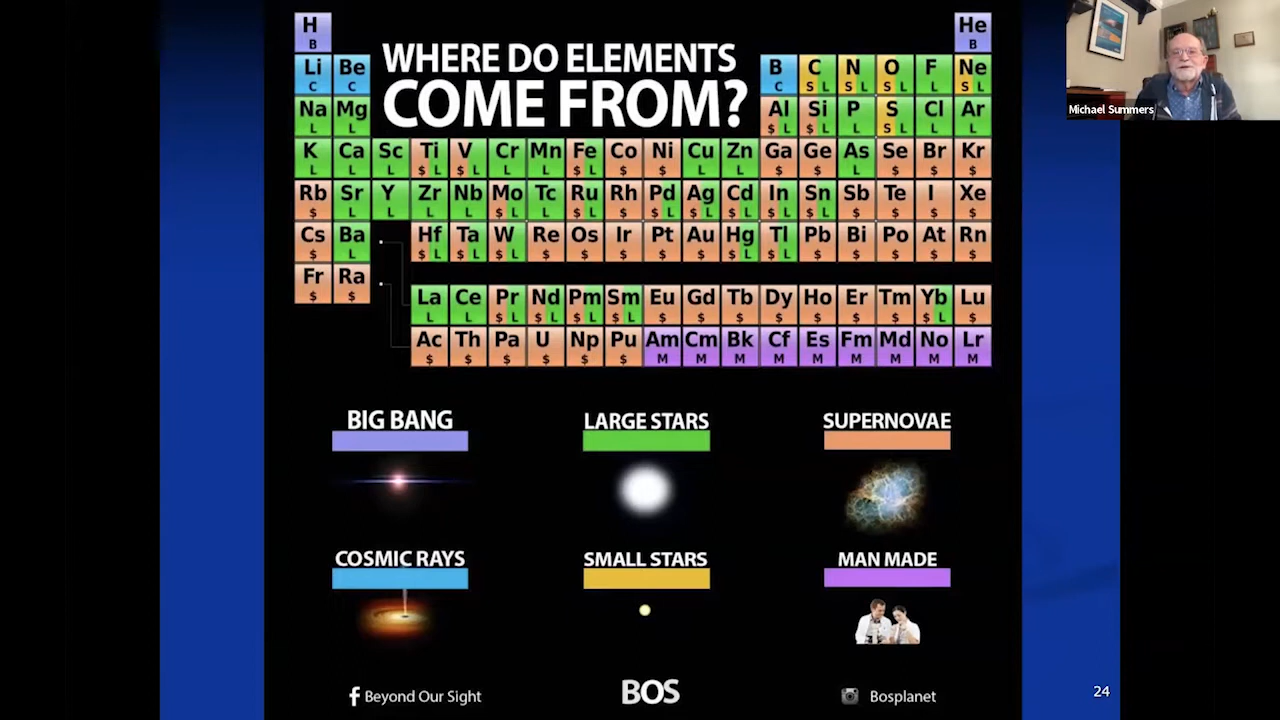 H He
B B
WHERE DO ELEMENTS
COME FROM?
Li Be B C N O F Ne
C C C S L S L S L L S L
Na Mg Al Si P S Cl Ar
L L $ L $ L L S L L L
K Ca Sc Ti V Cr Mn Fe Co Ni Cu Zn Ga Ge As Se Br Kr
L L L $ L $ L L L $ L $ $ L L $ $ L $ $ $
Rb Sr Y Zr Nb Mo Tc Ru Rh Pd Ag Cd In Sn Sb Te I Xe
$ L L L L $ L L $ L $ $ L $ L $ L $ L $ L $ $ $ $
Cs Ba Hf Ta W Re Os Ir Pt Au Hg Tl Pb Bi Po At Rn
$ L $ L $ L $ L $ $ $ $ $ $ L $ L $ $ $ $ $
Fr Ra
$ $
La Ce Pr Nd Pm Sm Eu Gd Tb Dy Ho Er Tm Yb Lu
L L $ L $ L $ L $ L $ $ $ $ $ $ $ $ L $
Ac Th Pa U Np Pu Am Cm Bk Cf Es Fm Md No Lr
$ $ $ $ $ $ M M M M M M M M M
BIG BANG LARGE STARS SUPERNOVAE
COSMIC RAYS SMALL STARS MAN MADE
f Beyond Our Sight BOS Bosplanet
24
Michael Summers